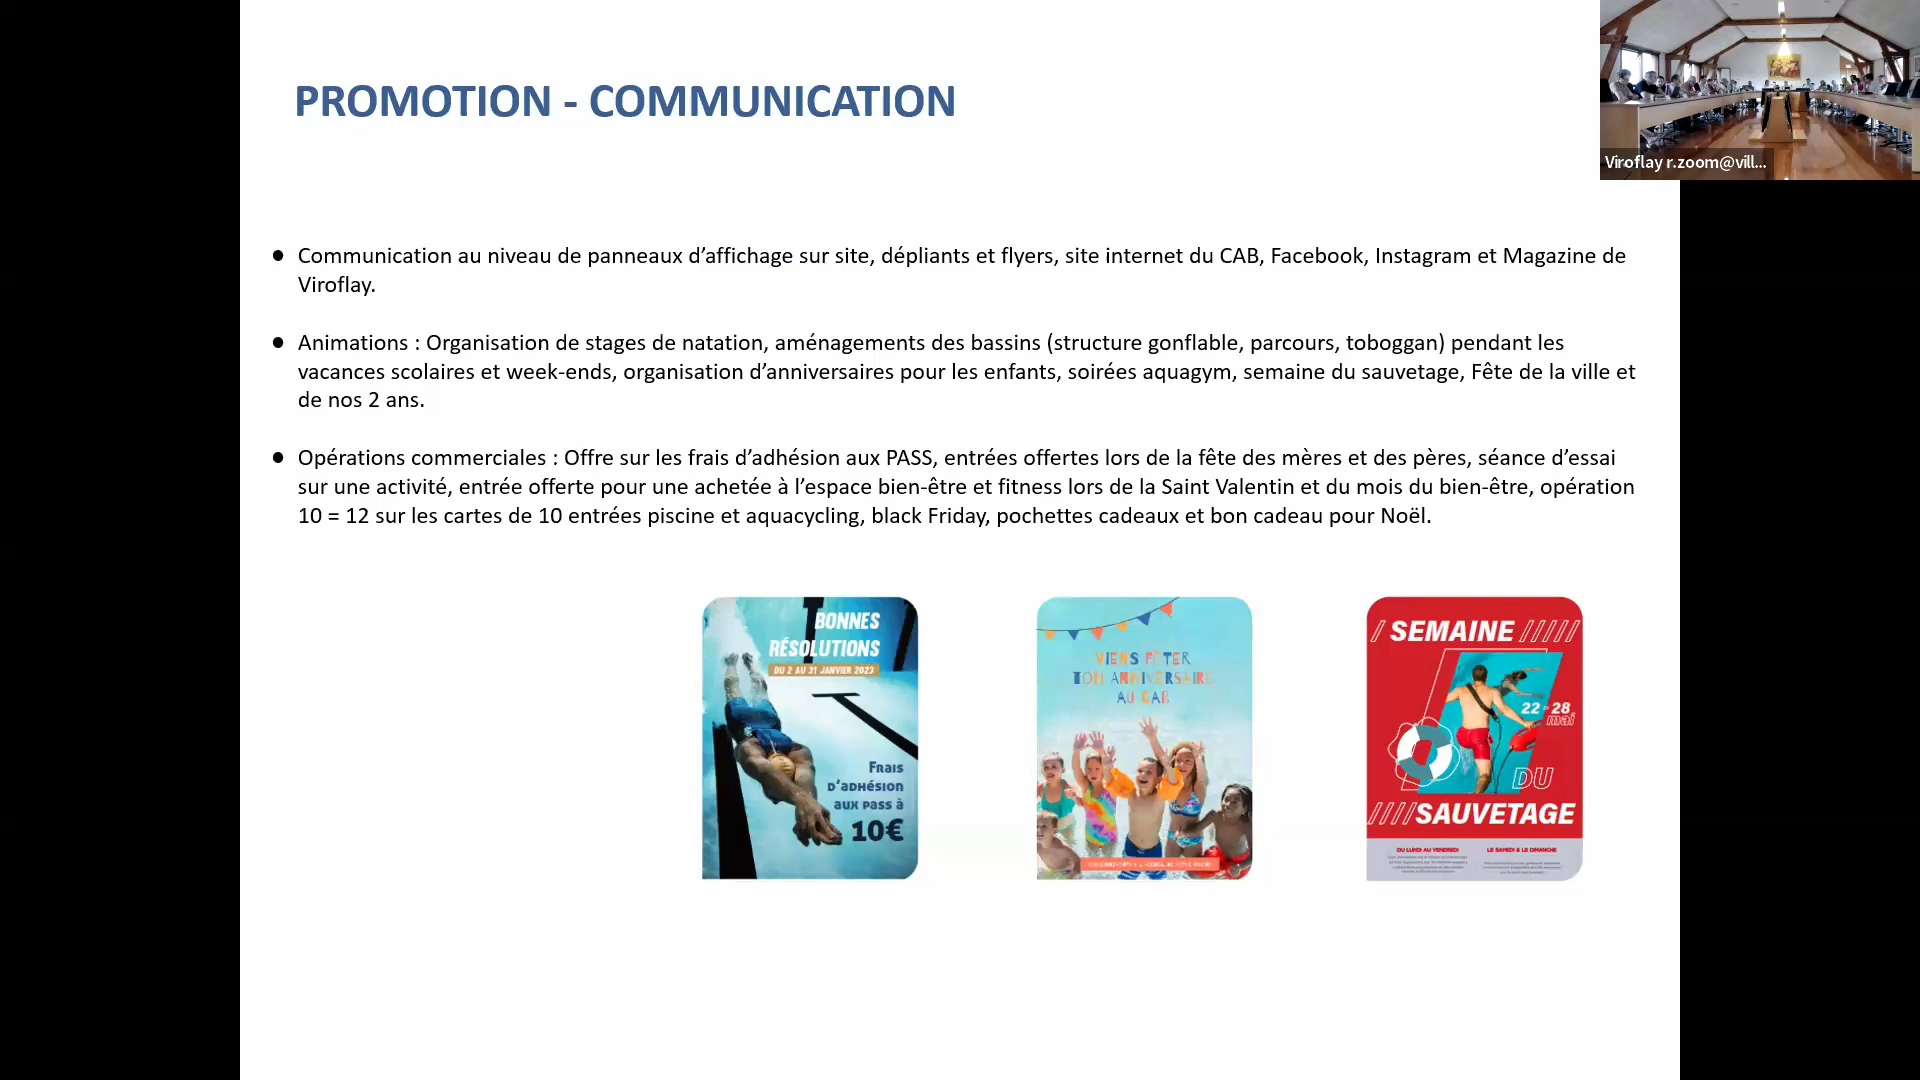 PROMOTION - COMMUNICATION
Viroflay r.zoom@vill...
● Communication au niveau de panneaux d’affichage sur site, dépliants et flyers, site internet du CAB, Facebook, Instagram et Magazine de
Viroflay.
● Animations : Organisation de stages de natation, aménagements des bassins (structure gonflable, parcours, toboggan) pendant les
vacances scolaires et week-ends, organisation d’anniversaires pour les enfants, soirées aquagym, semaine du sauvetage, Fête de la ville et
de nos 2 ans.
● Opérations commerciales : Offre sur les frais d’adhésion aux PASS, entrées offertes lors de la fête des mères et des pères, séance d’essai
sur une activité, entrée offerte pour une achetée à l’espace bien-être et fitness lors de la Saint Valentin et du mois du bien-être, opération
10 = 12 sur les cartes de 10 entrées piscine et aquacycling, black Friday, pochettes cadeaux et bon cadeau pour Noël.
BONNES
RÉSOLUTIONS
DU 2 AU 31 JANVIER 2023
FRAIS
D’ADHÉSION
AUX PASS À
10€
VIENS FÊTER
TON ANNIVERSAIRE
AU CAB
SEMAINE
22 - 28
mai
DU
SAUVETAGE
DU LUNDI AU VENDREDI
LE SAMEDI & LE DIMANCHE